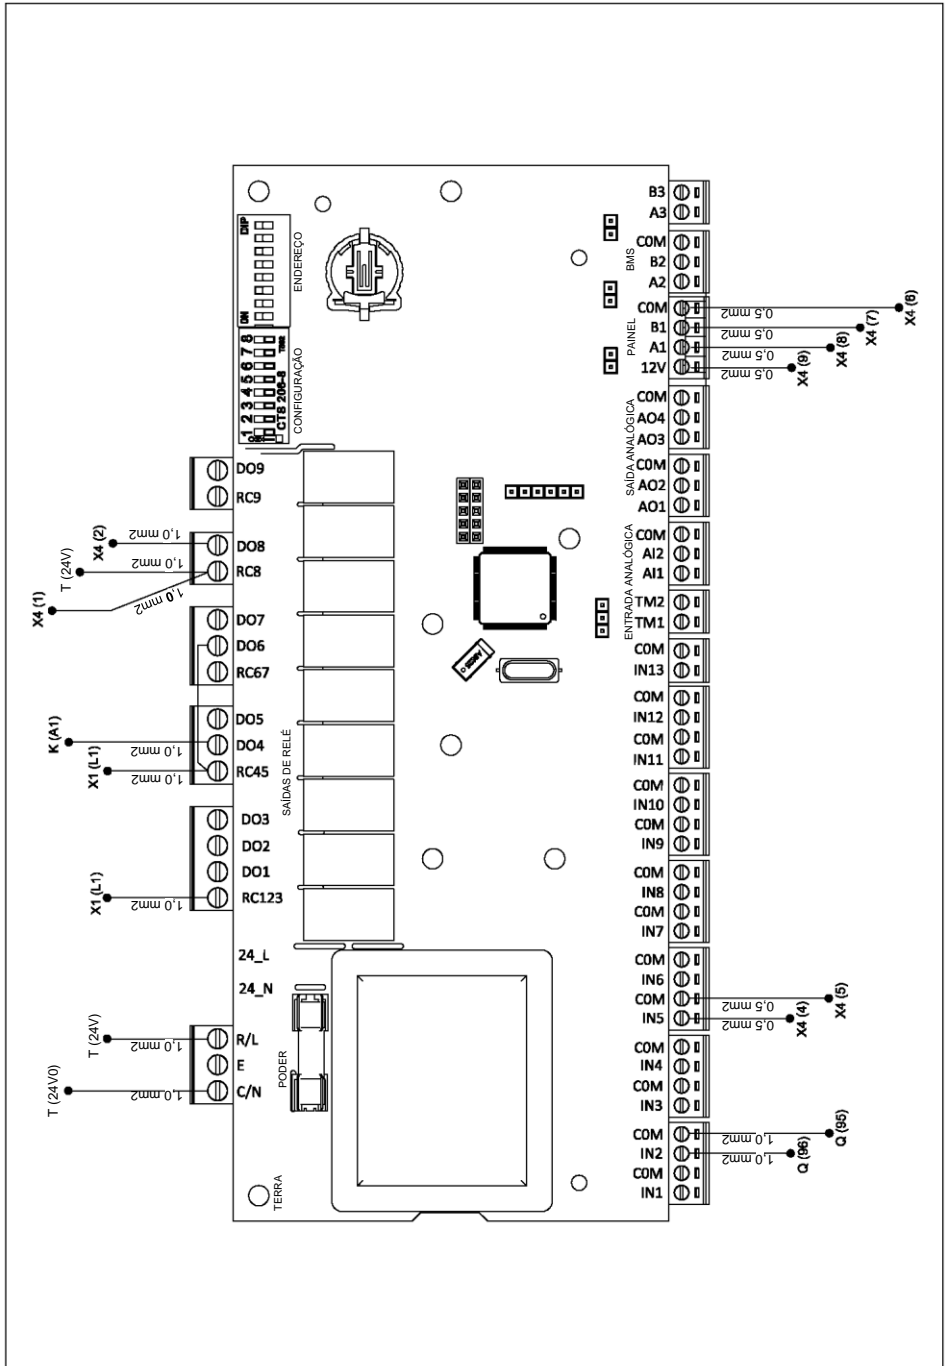 B3
A3
COM
B2
A2
BMS
COM
B1
A1
12V
PAINEL
0,5 mm2
0,5 mm2
0,5 mm2
0,5 mm2
X4 (6)
X4 (7)
X4 (8)
X4 (9)
COM
AO4
AO3
COM
AO2
AO1
SAÍDA ANALÓGICA
COM
AI2
AI1
ENTRADA ANALÓGICA
TM2
TM1
COM
IN13
COM
IN12
COM
IN11
COM
IN10
COM
IN9
COM
IN8
COM
IN7
COM
IN6
COM
IN5
0,5 mm2
0,5 mm2
X4 (5)
X4 (4)
COM
IN4
COM
IN3
COM
IN2
COM
IN1
1,0 mm2
1,0 mm2
Q (95)
Q (96)
DIP
ON
ENDEREÇO
1 2 3 4 5 6 7 8
CTS 206-8
CONFIGURAÇÃO
DO9
RC9
DO8
RC8
X4 (2)
1,0 mm2
T (24V)
1,0 mm2
X4 (1)
1,0 mm2
DO7
DO6
RC67
DO5
DO4
RC45
K (A1)
1,0 mm2
X1 (L1)
1,0 mm2
SAÍDAS DE RELÉ
DO3
DO2
DO1
RC123
X1 (L1)
1,0 mm2
24_L
24_N
R/L
E
C/N
T (24V)
1,0 mm2
T (24V0)
1,0 mm2
PODER
TERRA